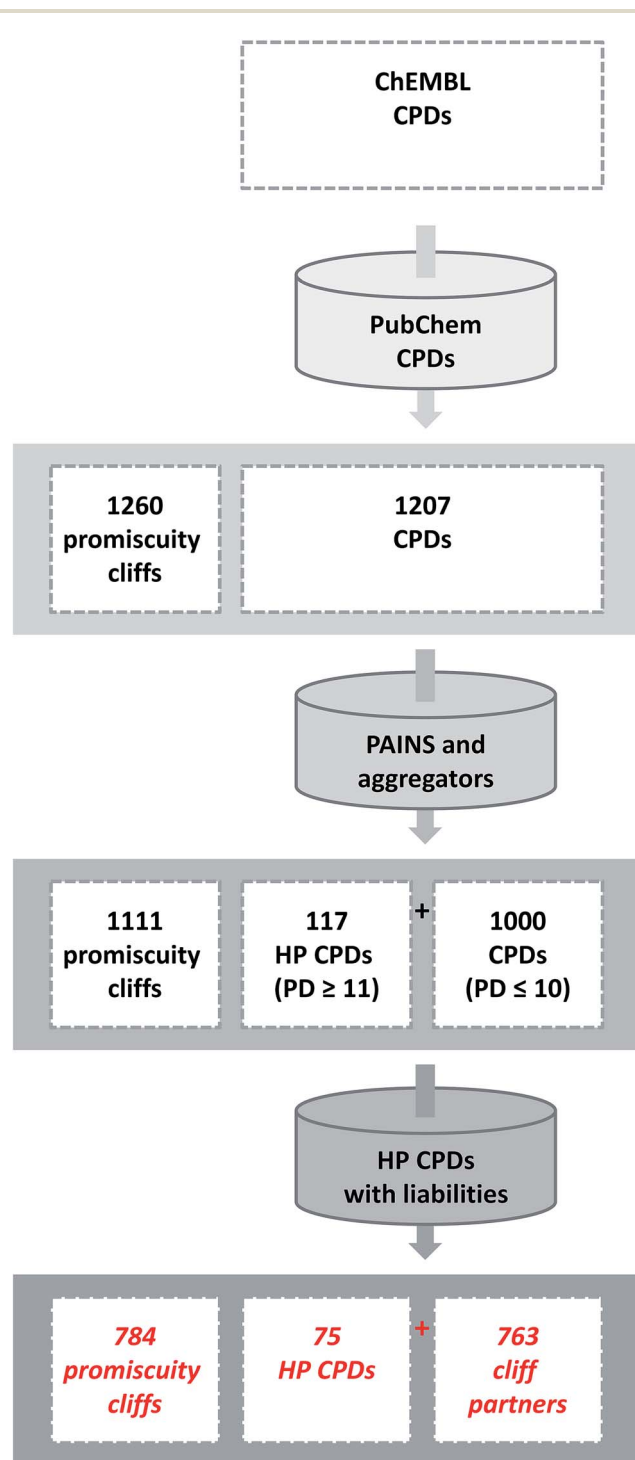 ChEMBL
CPDs
PubChem
CPDs
1260
promiscuity
cliffs
1207
CPDs
PAINS and
aggregators
1111
promiscuity
cliffs
117
HP CPDs
(PD ≥ 11)
+
1000
CPDs
(PD ≤ 10)
HP CPDs
with liabilities
784
promiscuity
cliffs
75
HP CPDs
+
763
cliff
partners